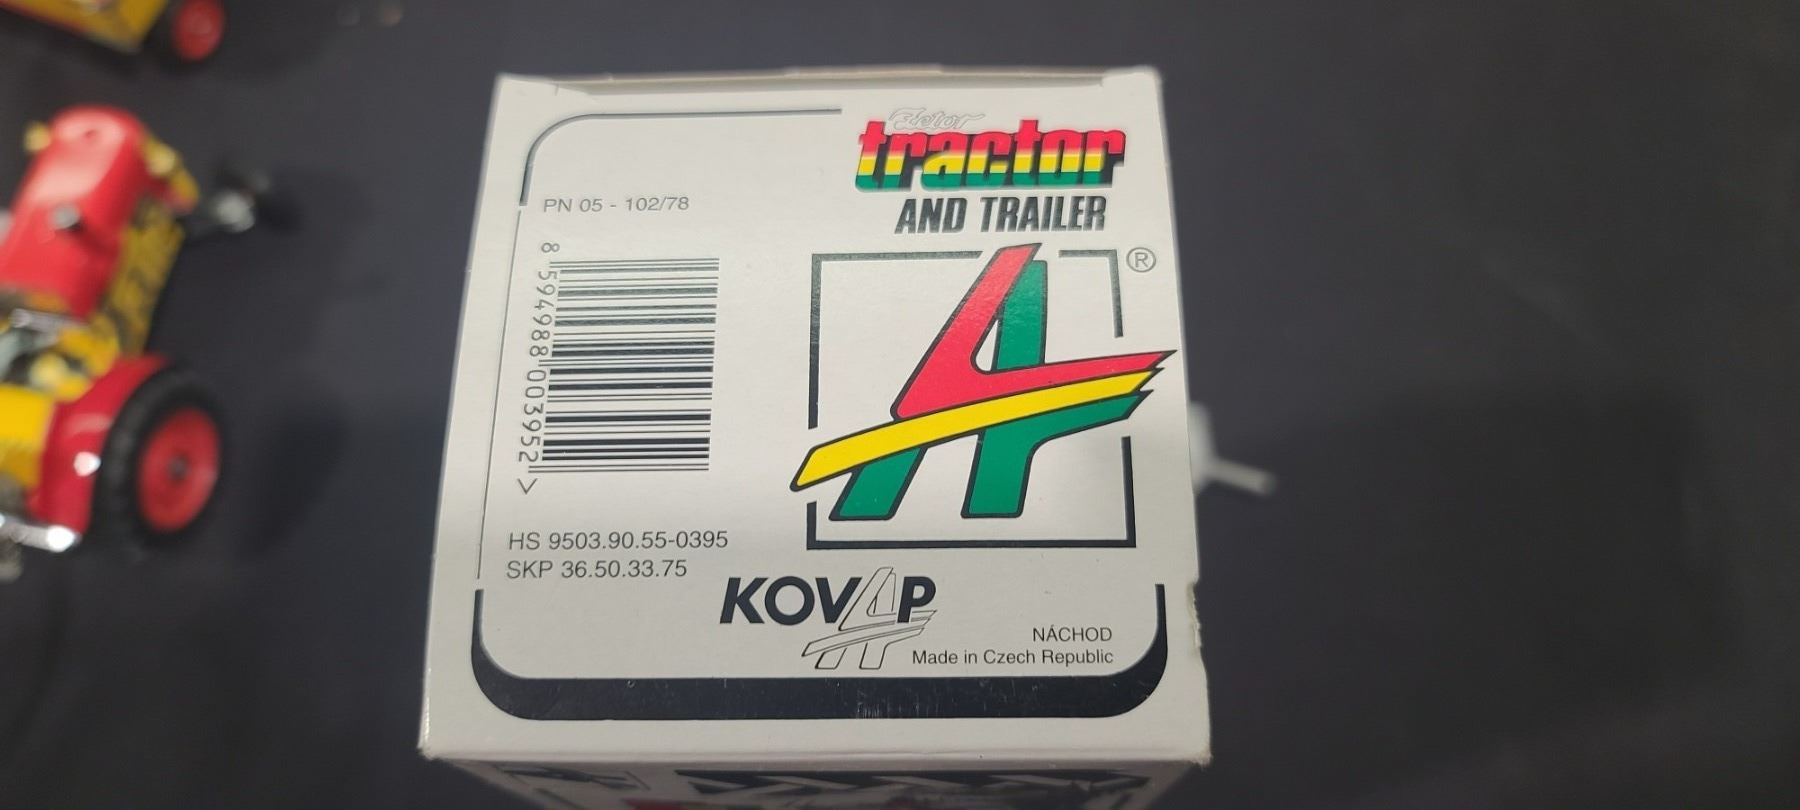 Zetor
tractor
AND TRAILER
®
PN 05 - 102/78
8 594988 003952 >
HS 9503.90.55-0395
SKP 36.50.33.75
KOVAP
NÁCHOD
Made in Czech Republic